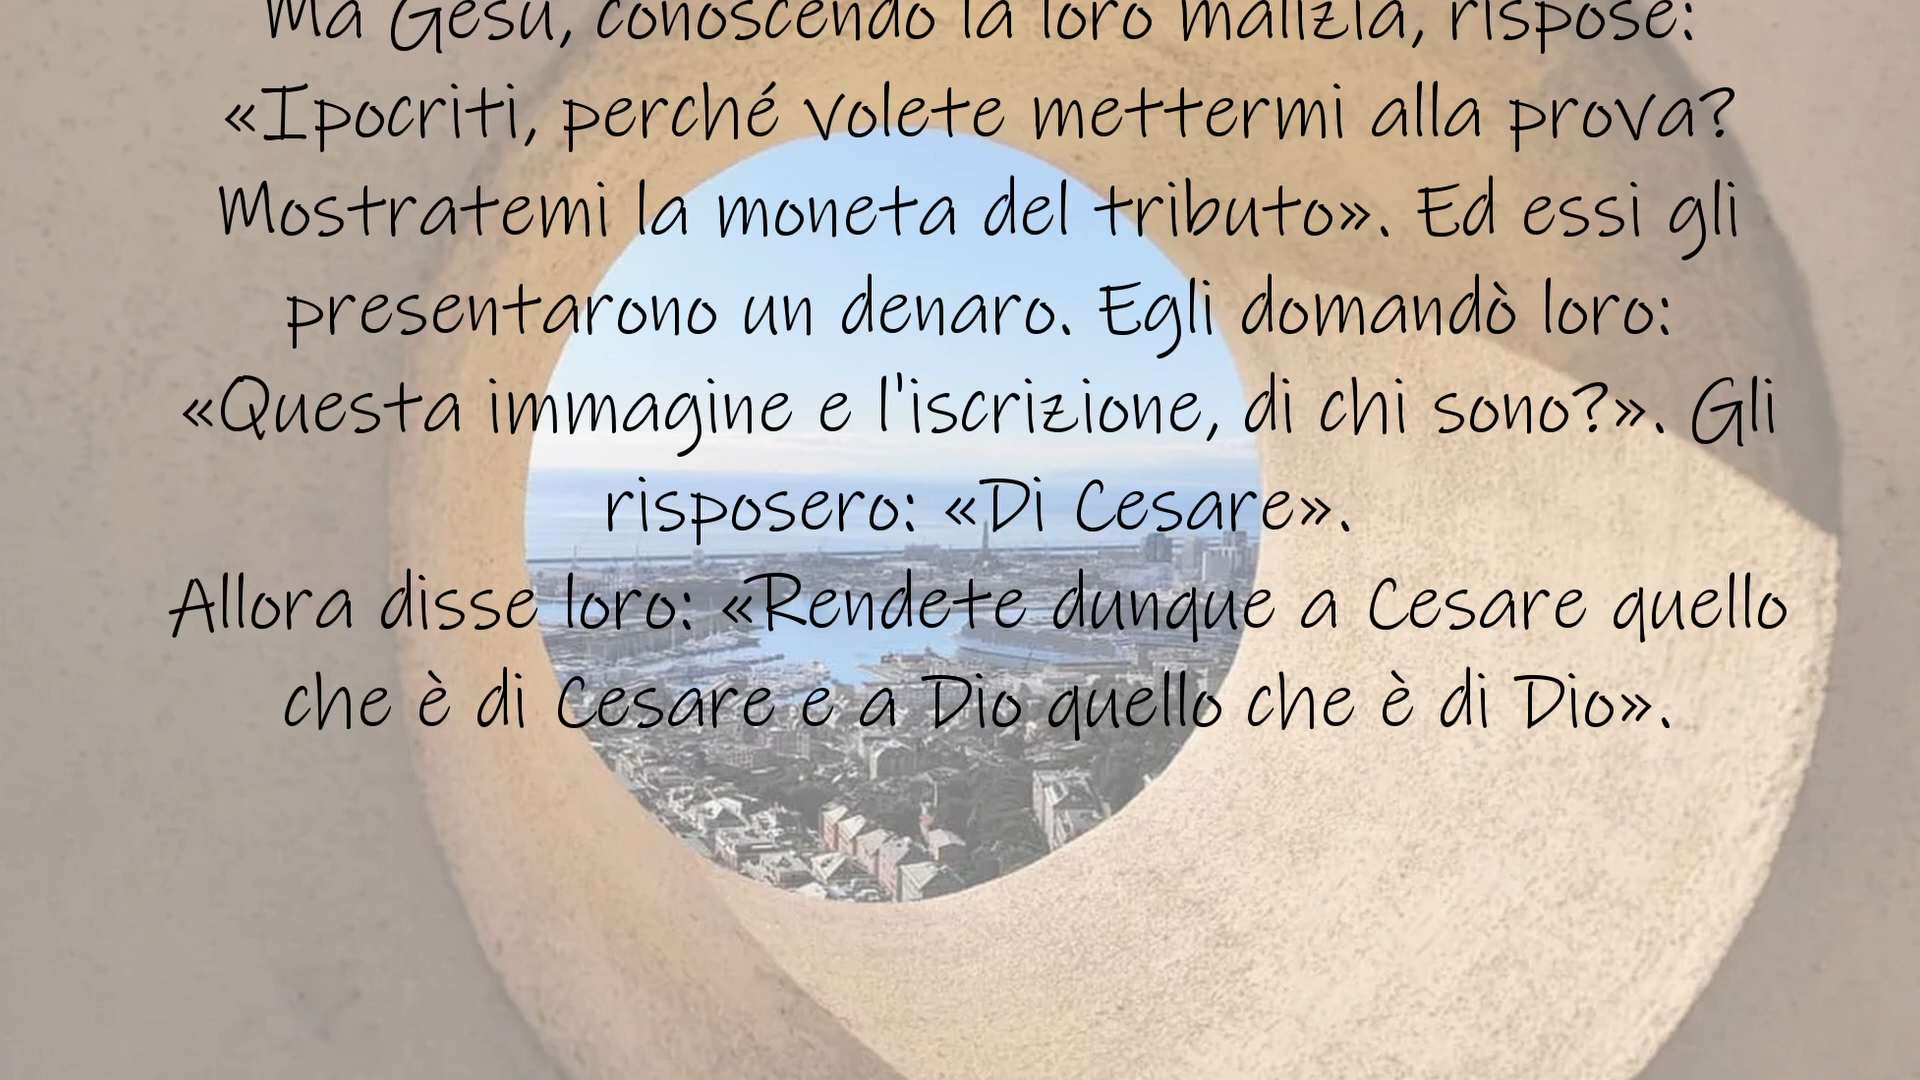 Ma Gesù, conoscendo la loro malizia, rispose:
«Ipocriti, perché volete mettermi alla prova?
Mostratemi la moneta del tributo». Ed essi gli
presentarono un denaro. Egli domandò loro:
«Questa immagine e l'iscrizione, di chi sono?». Gli
risposero: «Di Cesare».
Allora disse loro: «Rendete dunque a Cesare quello
che è di Cesare e a Dio quello che è di Dio».